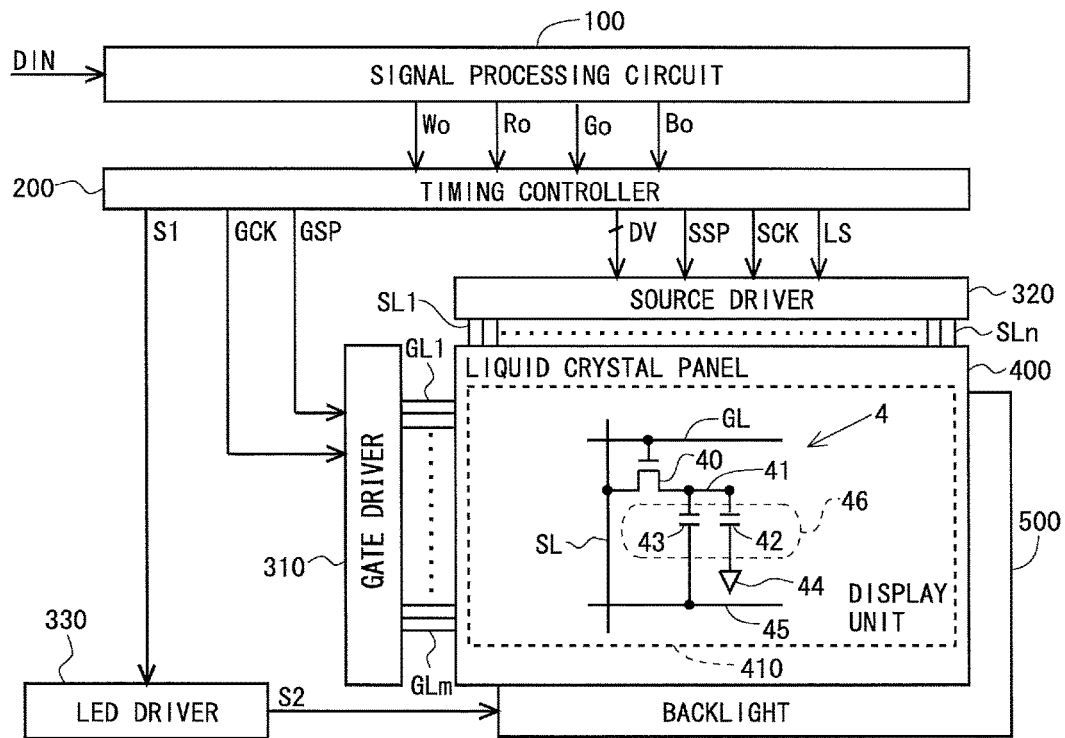 100
DIN
SIGNAL PROCESSING CIRCUIT
Wo Ro Go Bo
200
TIMING CONTROLLER
S1 GCK GSP DV SSP SCK LS
SOURCE DRIVER 320
SL1 SLn
GL1 LIQUID CRYSTAL PANEL 400
GL 4
40 41
46
43 42
SL
44
500
GATE DRIVER
310
DISPLAY
UNIT
45
410
GLm
330
LED DRIVER
S2
BACKLIGHT